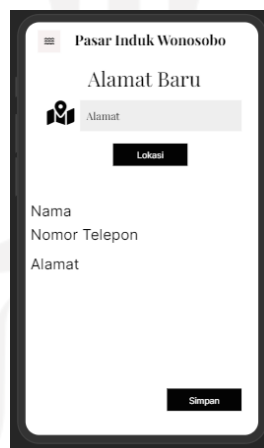 Pasar Induk Wonosobo
Alamat Baru
Alamat
Lokasi
Nama
Nomor Telepon
Alamat
Simpan